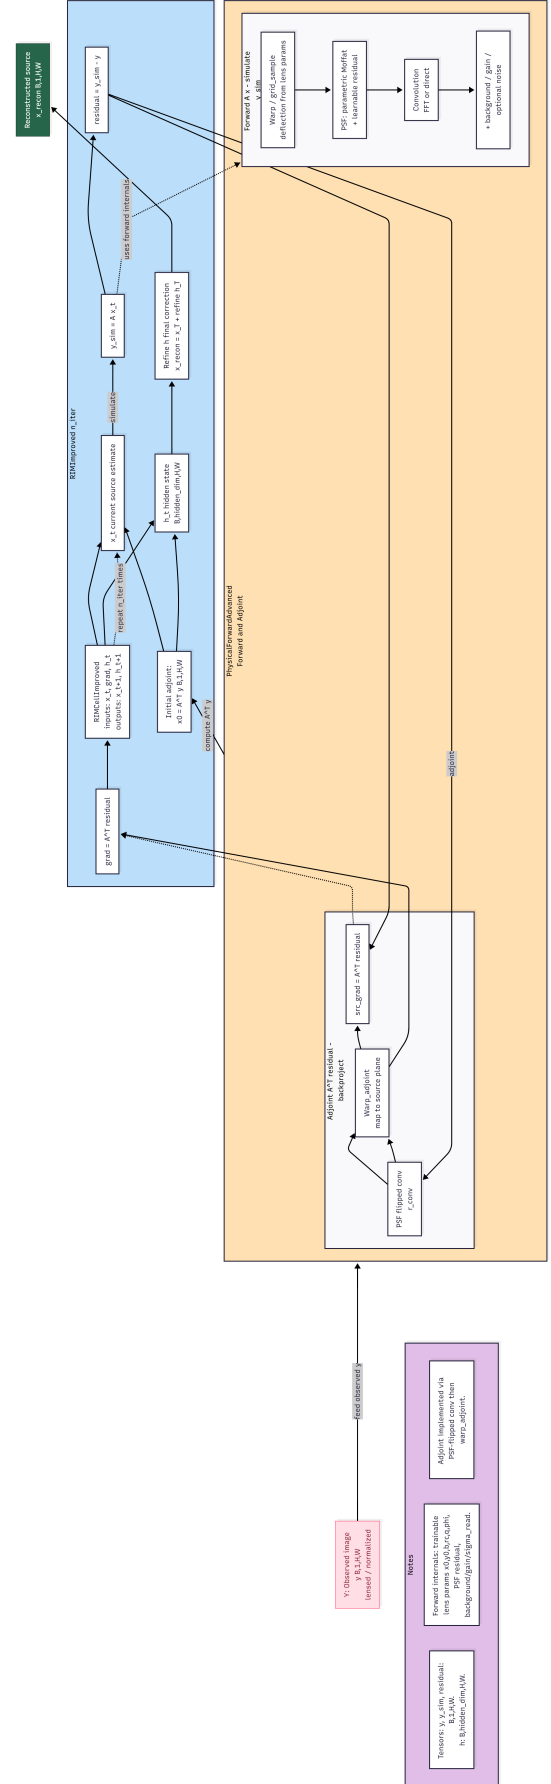 Y: Observed image
y B,1,H,W
lensed / normalized
feed observed y
Notes
Tensors: y, y_sim, residual:
B,1,H,W.
h: B,hidden_dim,H,W.
Forward internals: trainable
lens params x0,y0,b,rc,q,phi,
PSF residual,
background/gain/sigma_read.
Adjoint implemented via
PSF-flipped conv then
warp_adjoint.
PhysicalForwardAdvanced
Forward and Adjoint
Adjoint A^T residual -
backproject
PSF flipped conv
r_conv
Warp_adjoint
map to source plane
src_grad = A^T residual
adjoint
Forward A x - simulate
y_sim
Warp / grid_sample
deflection from lens params
PSF: parametric Moffat
+ learnable residual
Convolution
FFT or direct
+ background / gain /
optional noise
compute A^T y
RIMImproved n_iter
grad = A^T residual
RIMCellImproved
inputs: x_t, grad, h_t
outputs: x_t+1, h_t+1
Initial adjoint:
x0 = A^T y B,1,H,W
repeat n_iter times
x_t current source estimate
h_t hidden state
B,hidden_dim,H,W
simulate
y_sim = A x_t
Refine h final correction
x_recon = x_T + refine h_T
uses forward internals
residual = y_sim - y
Reconstructed source
x_recon B,1,H,W